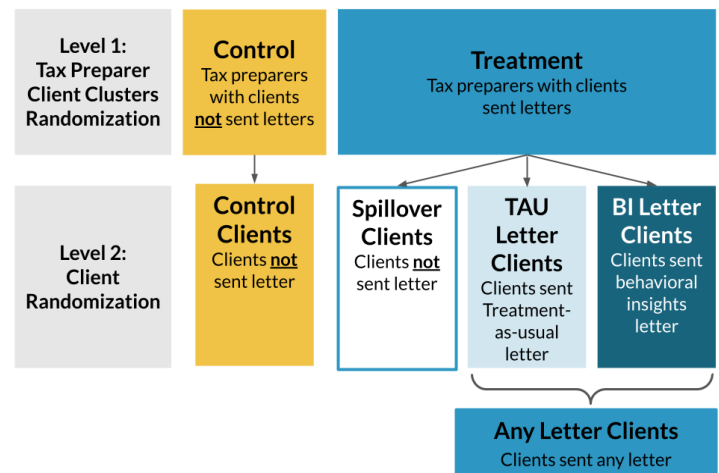 Level 1:
Tax Preparer
Client Clusters
Randomization
Control
Tax preparers
with clients
not sent letters
Treatment
Tax preparers with clients
sent letters
Level 2:
Client
Randomization
Control
Clients
Clients not
sent letter
Spillover
Clients
Clients not
sent letter
TAU
Letter
Clients
Clients sent
Treatment-
as-usual
letter
BI Letter
Clients
Clients sent
behavioral
insights
letter
Any Letter Clients
Clients sent any letter